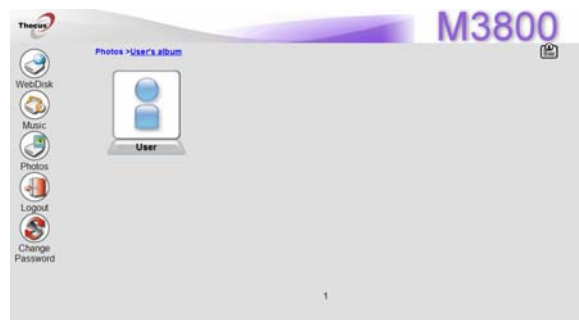 Thecus
M3800
Photos >User's album
WebDisk
Music
Photos
Logout
Change
Password
User
1